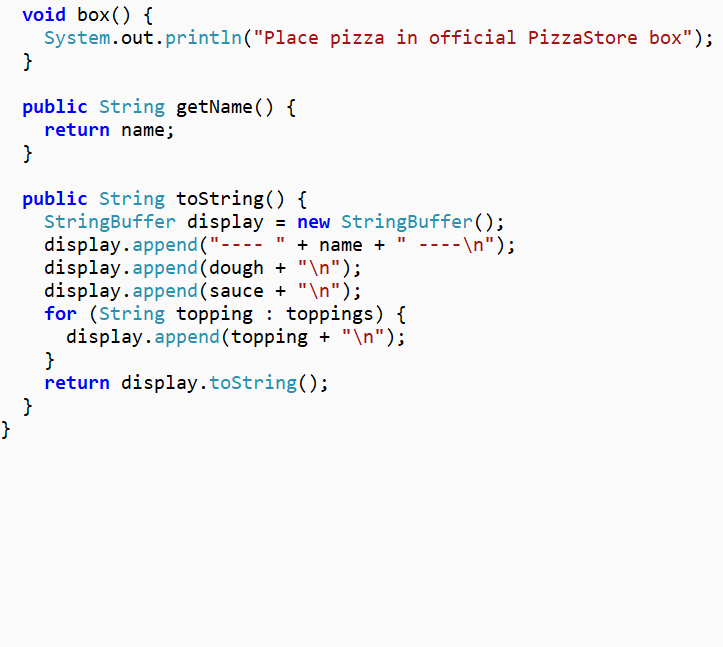 void box() {
System.out.println("Place pizza in official PizzaStore box");
}
public String getName() {
return name;
}
public String toString() {
StringBuffer display = new StringBuffer();
display.append("---- " + name + " ----\n");
display.append(dough + "\n");
display.append(sauce + "\n");
for (String topping : toppings) {
display.append(topping + "\n");
}
return display.toString();
}
}